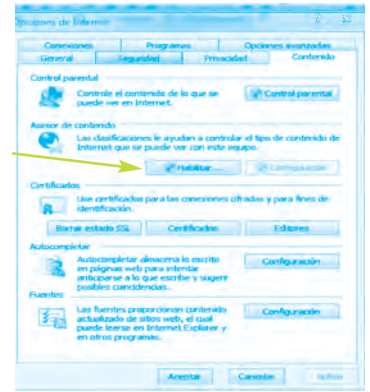 Opciones de Internet
Conexiones Programas Opciones avanzadas
General Seguridad Privacidad Contenido
Control parental
Controle el contenido de lo que se
puede ver en Internet.
Control parental
Asesor de contenido
Las clasificaciones le ayudan a controlar el tipo de contenido de
Internet que se puede ver con este equipo.
Habilitar... Configuración
Certificados
Use certificados para las conexiones cifradas y para fines de
identificación.
Borrar estado SSL Certificados Editores
Autocompletar
Autocompletar almacena lo escrito
en páginas web para intentar
anticiparse a lo que escribe y sugerir
posibles coincidencias.
Configuración
Fuentes
Las fuentes proporcionan contenido
actualizado de sitios web, el cual
puede leerse en Internet Explorer y
en otros programas.
Configuración
Aceptar Cancelar Aplicar